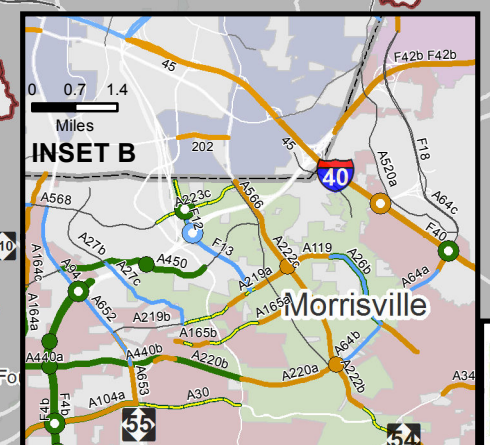 F42b F42b
45
0 0.7 1.4
Miles
INSET B
202
45
40
A520a
F18
A64c
A568
A223c
A566
F12
F13
F40
10
A164c
A27b
A94
A27c
A450
A222c
A119
A26b
A219a
A64a
A652
A164a
A219b
A165a
Morrisville
A165b
A440a
A440b
A220b
A64b
A653
A220a
A222b
A34
A104a
A30
F4b
F4b
55
54